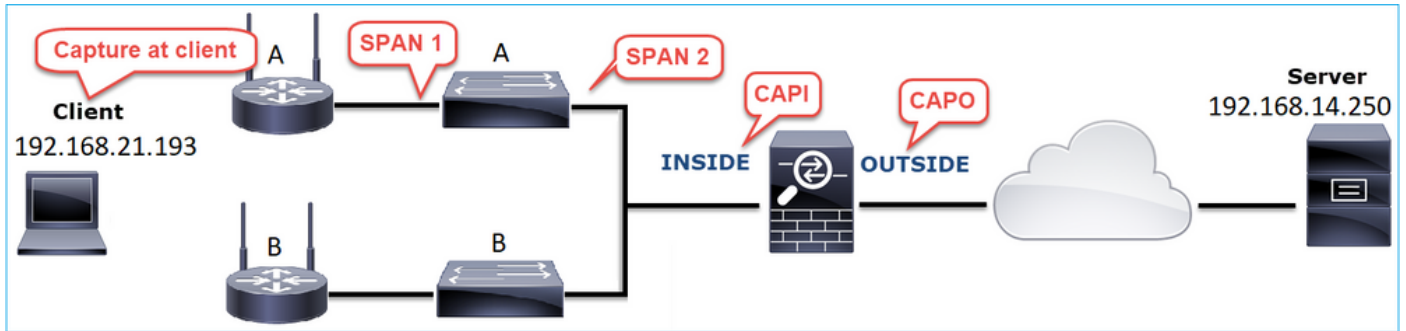 Capture at client
A
SPAN 1
A
SPAN 2
Client
192.168.21.193
CAPI
CAPO
Server
192.168.14.250
INSIDE
OUTSIDE
B
B